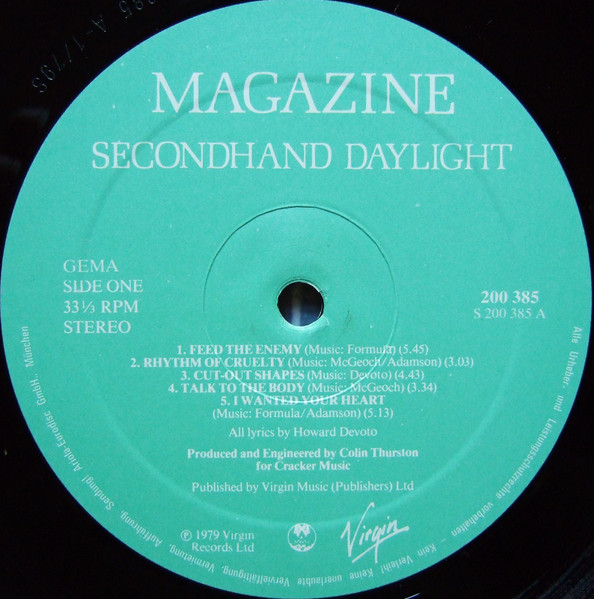 MAGAZINE
SECONDHAND DAYLIGHT
GEMA
SIDE ONE
33⅓ RPM
STEREO
200 385
S 200 385 A
1. FEED THE ENEMY (Music: Formula) (5.45)
2. RHYTHM OF CRUELTY (Music: McGeoch/Adamson) (3.03)
3. CUT-OUT SHAPES (Music: Devoto) (4.43)
4. TALK TO THE BODY (Music: McGeoch) (3.34)
5. I WANTED YOUR HEART
(Music: Formula/Adamson) (5.13)
All lyrics by Howard Devoto
Produced and Engineered by Colin Thurston
for Cracker Music
Published by Virgin Music (Publishers) Ltd
℗ 1979 Virgin
Records Ltd
Virgin
Alle Urheber- und Leistungsschutzrechte vorbehalten – Kein Verleih! Keine unerlaubte Vervielfältigung, Vermietung, Aufführung, Sendung! Ariola-Eurodisc GmbH – München